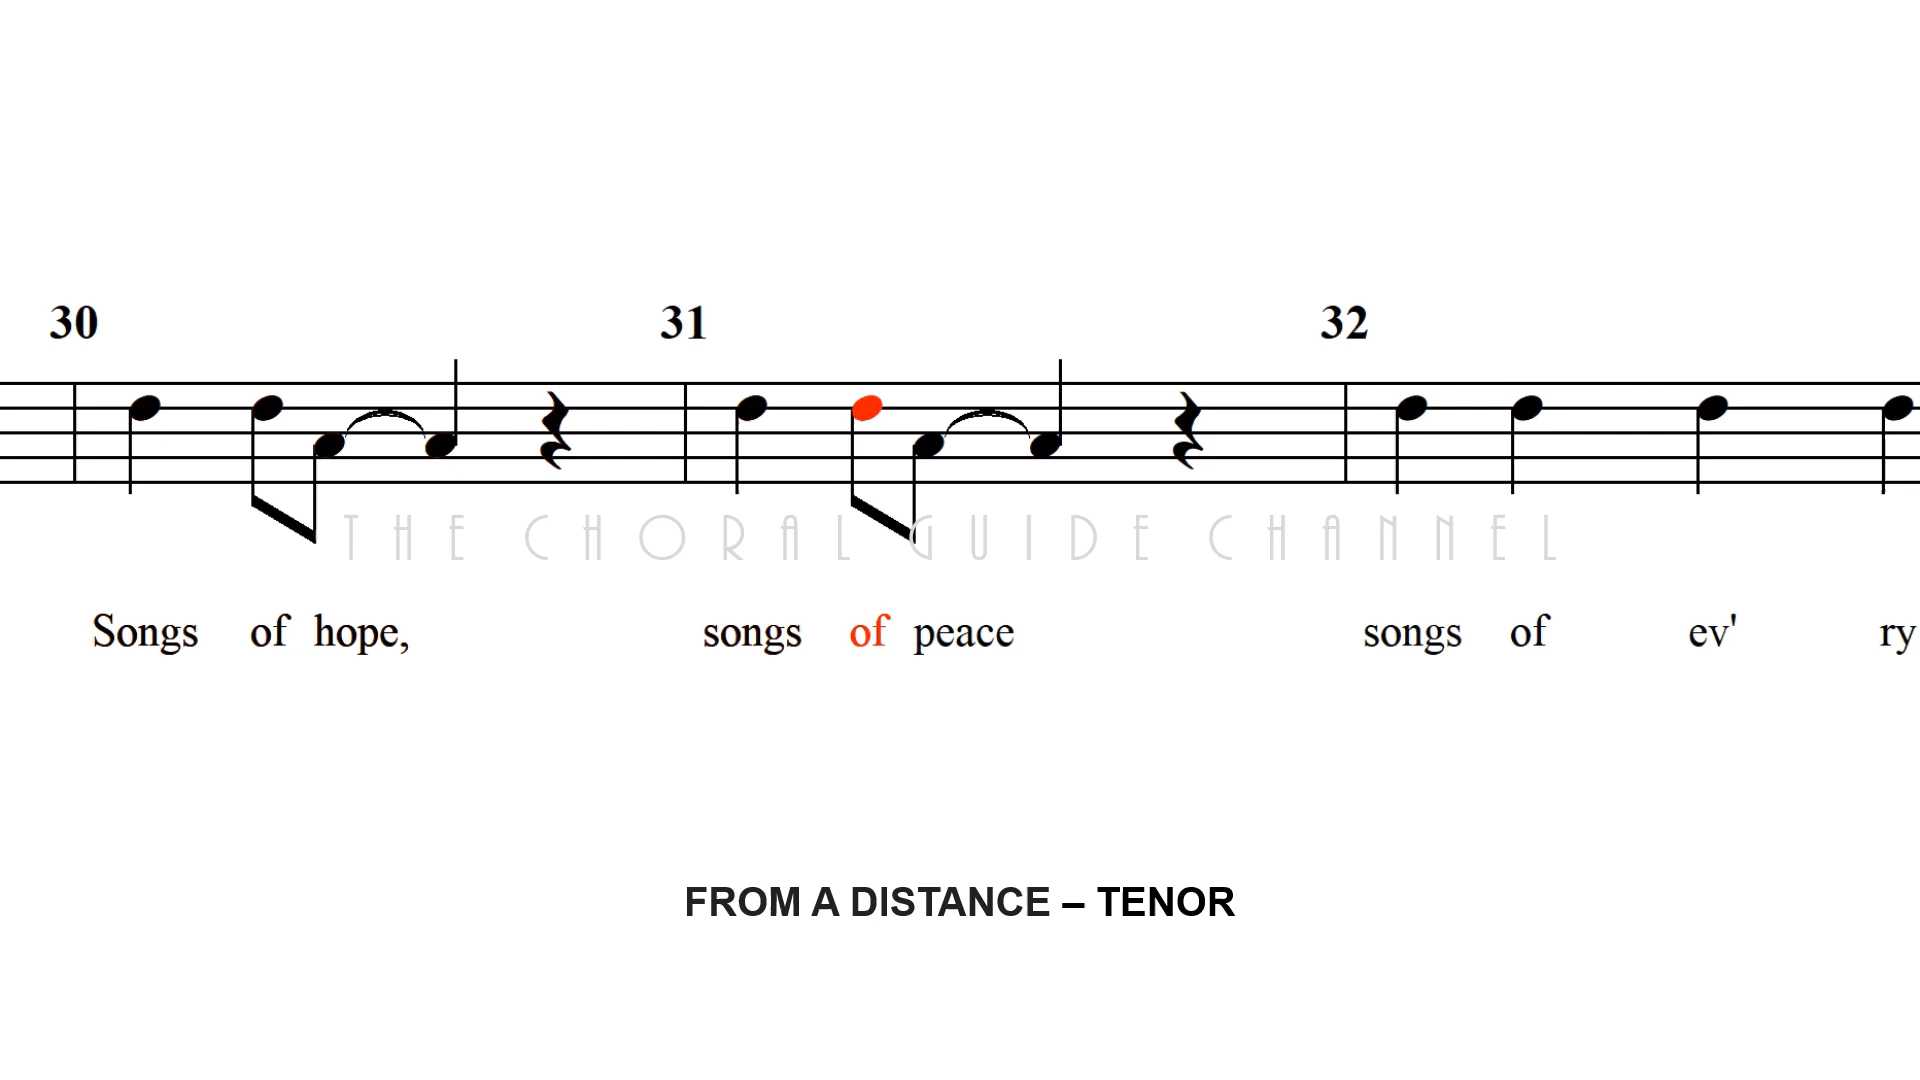 30 31 32
THE CHORAL GUIDE CHANNEL
Songs of hope, songs of peace songs of ev' ry
FROM A DISTANCE – TENOR